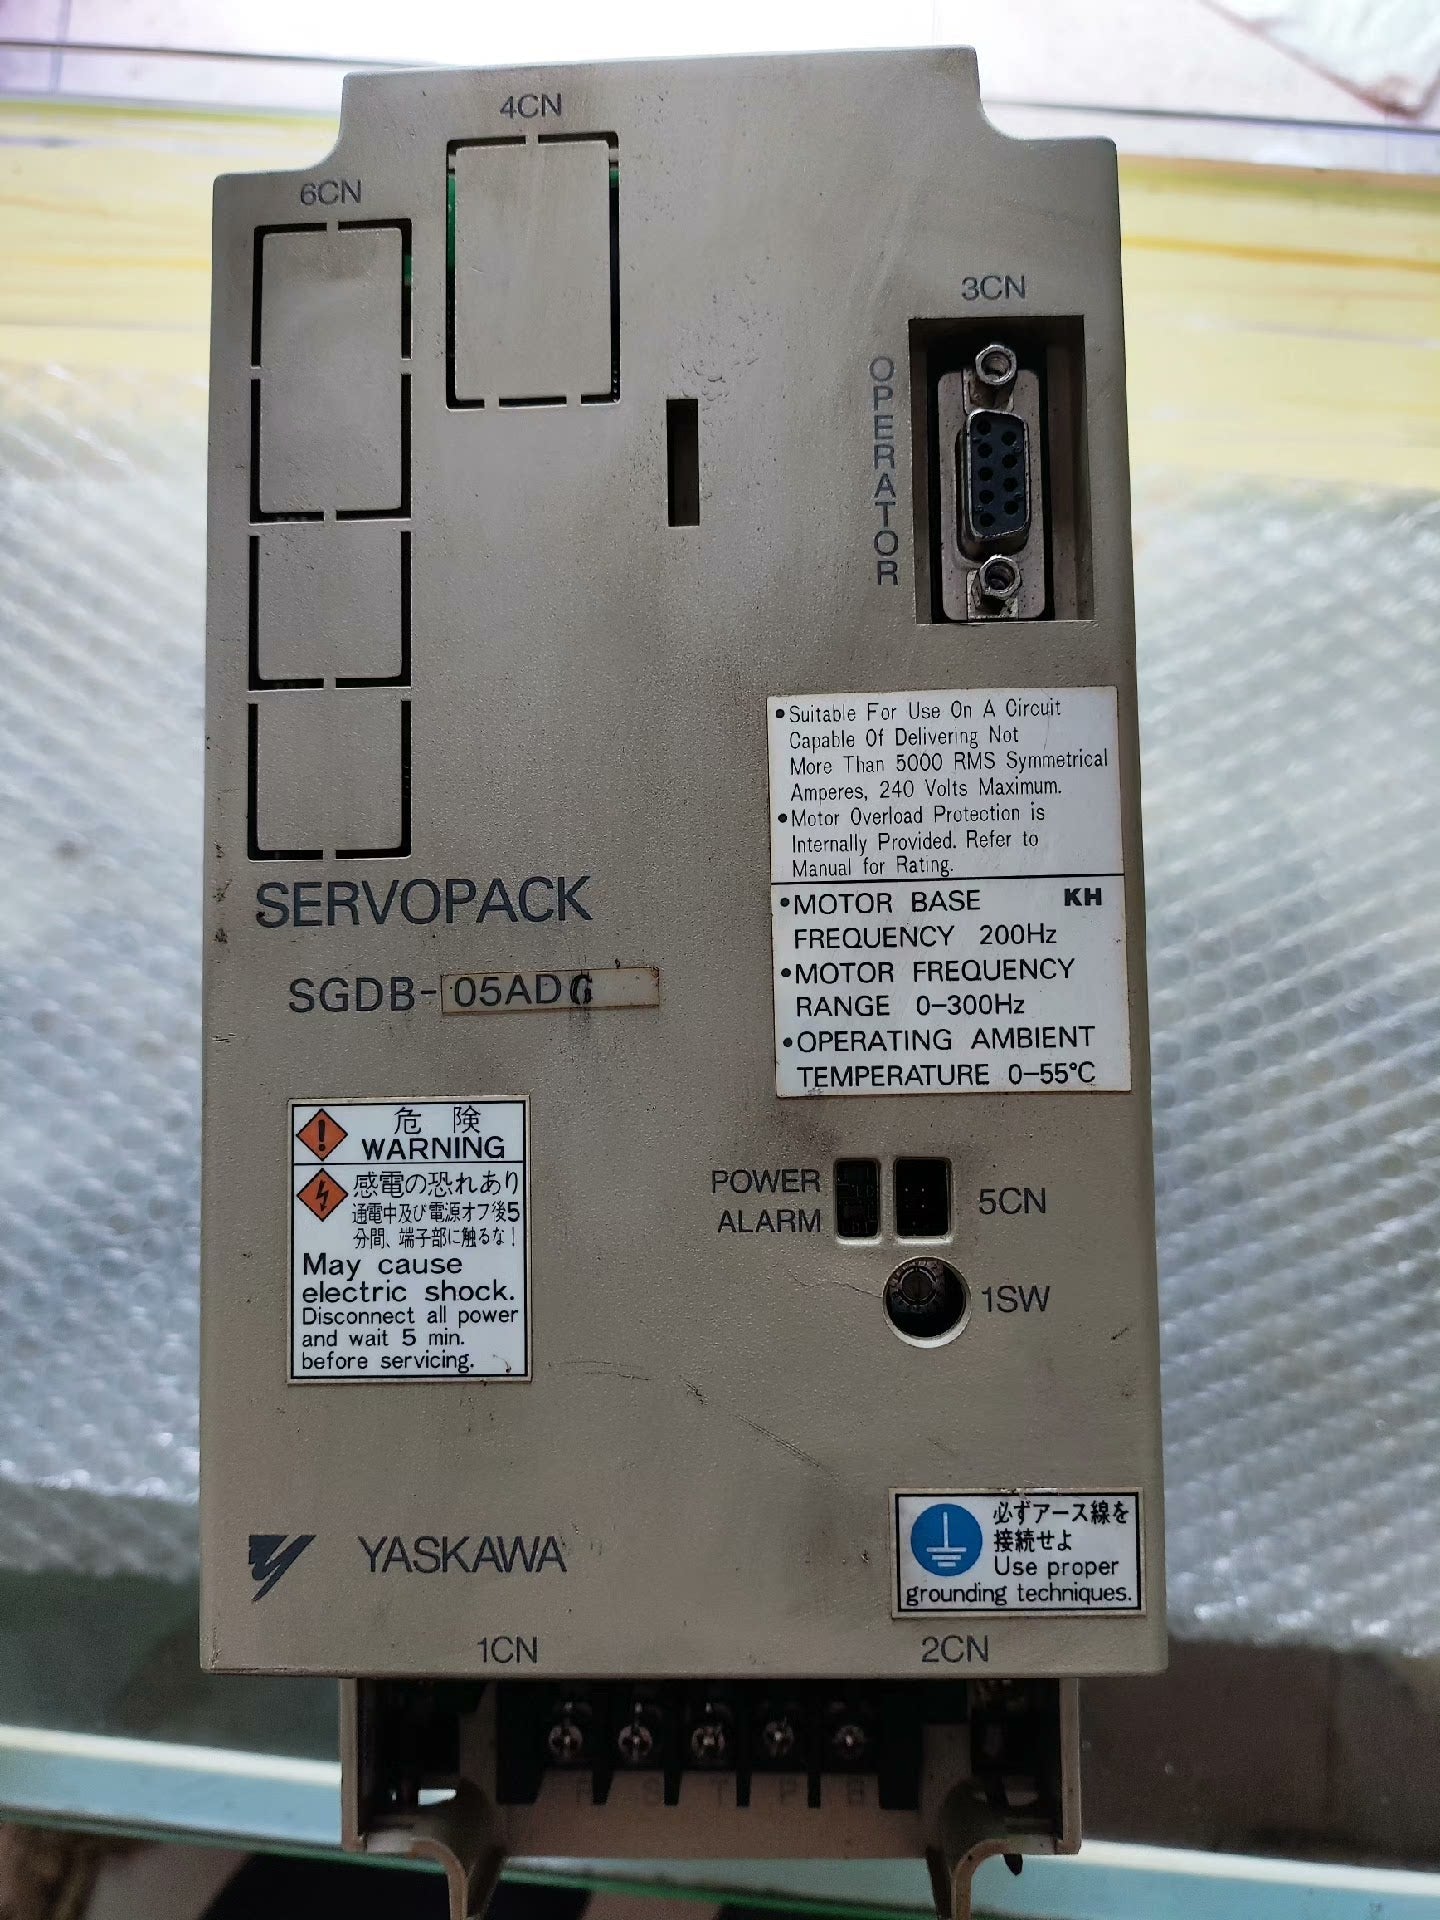 4CN
6CN
3CN
OPERATOR
•Suitable For Use On A Circuit
Capable Of Delivering Not
More Than 5000 RMS Symmetrical
Amperes, 240 Volts Maximum.
•Motor Overload Protection is
Internally Provided. Refer to
Manual for Rating.
SERVOPACK
•MOTOR BASE KH
FREQUENCY 200Hz
•MOTOR FREQUENCY
RANGE 0-300Hz
•OPERATING AMBIENT
TEMPERATURE 0-55°C
SGDB-05ADG
危険
WARNING
感電の恐れあり
通電中及び電源オフ後5
分間、端子部に触るな!
May cause
electric shock.
Disconnect all power
and wait 5 min.
before servicing.
POWER
ALARM
5CN
1SW
必ずアース線を
接続せよ
Use proper
grounding techniques.
YASKAWA
1CN
2CN
R S T P B